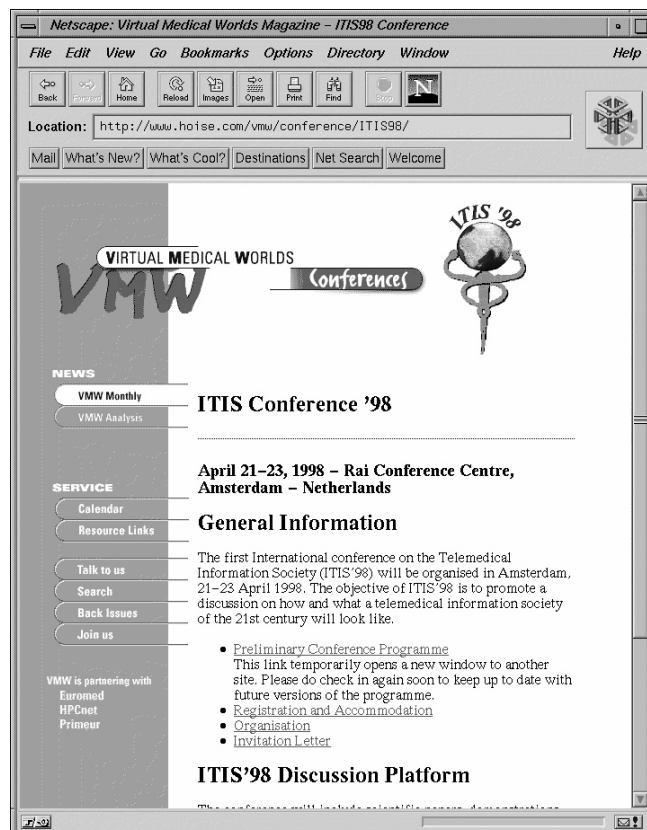 Netscape: Virtual Medical Worlds Magazine – ITIS98 Conference
File Edit View Go Bookmarks Options Directory Window Help
Back Forward Home Reload Images Open Print Find Stop N
Location: http://www.hoise.com/vmw/conference/ITIS98/
Mail What's New? What's Cool? Destinations Net Search Welcome
ITIS '98
VIRTUAL MEDICAL WORLDS
VMW
Conferences
NEWS
VMW Monthly
VMW Analysis
SERVICE
Calendar
Resource Links
Talk to us
Search
Back Issues
Join us
VMW is partnering with
Euromed
HPCnet
Primeur
ITIS Conference '98
April 21–23, 1998 – Rai Conference Centre,
Amsterdam – Netherlands
General Information
The first International conference on the Telemedical
Information Society (ITIS'98) will be organised in Amsterdam,
21–23 April 1998. The objective of ITIS'98 is to promote a
discussion on how and what a telemedical information society
of the 21st century will look like.
• Preliminary Conference Programme
This link temporarily opens a new window to another
site. Please do check in again soon to keep up to date with
future versions of the programme.
• Registration and Accommodation
• Organisation
• Invitation Letter
ITIS'98 Discussion Platform
The conference will include scientific papers, demonstrations,